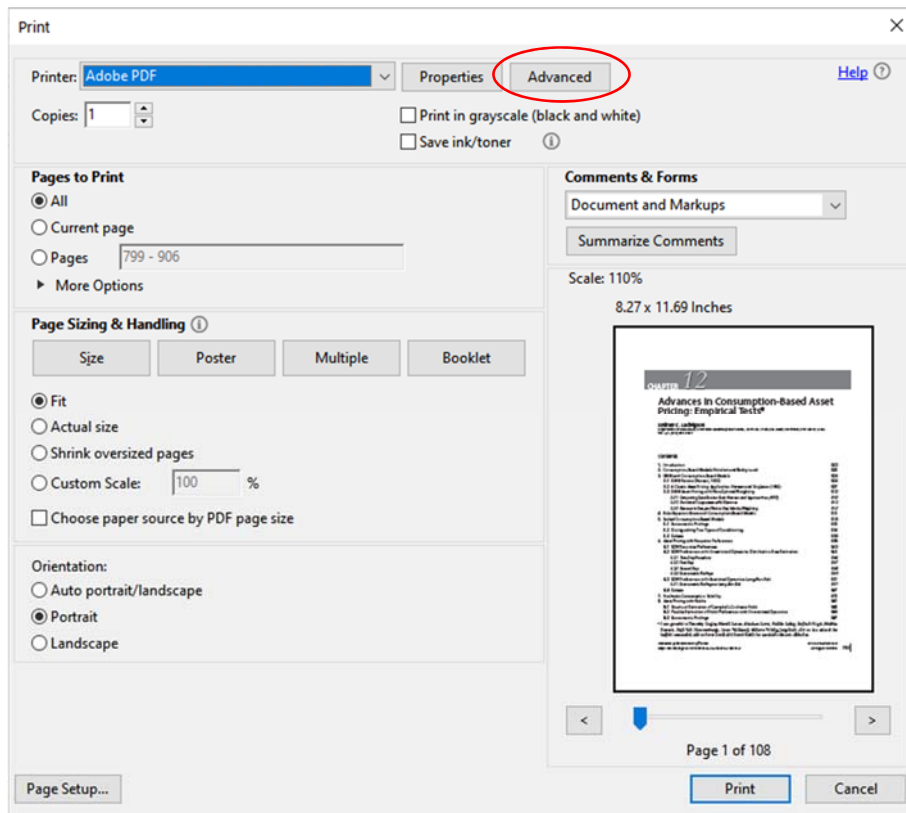 Print
Printer: Adobe PDF Properties Advanced Help
Copies: 1 Print in grayscale (black and white)
Save ink/toner
Pages to Print
All
Current page
Pages 799 - 906
More Options
Page Sizing & Handling
Size Poster Multiple Booklet
Fit
Actual size
Shrink oversized pages
Custom Scale: 100 %
Choose paper source by PDF page size
Orientation:
Auto portrait/landscape
Portrait
Landscape
Comments & Forms
Document and Markups
Summarize Comments
Scale: 110%
8.27 x 11.69 Inches
CHAPTER 12
Advances in Consumption-Based Asset
Pricing: Empirical Tests*
Contents
< >
Page 1 of 108
Page Setup... Print Cancel